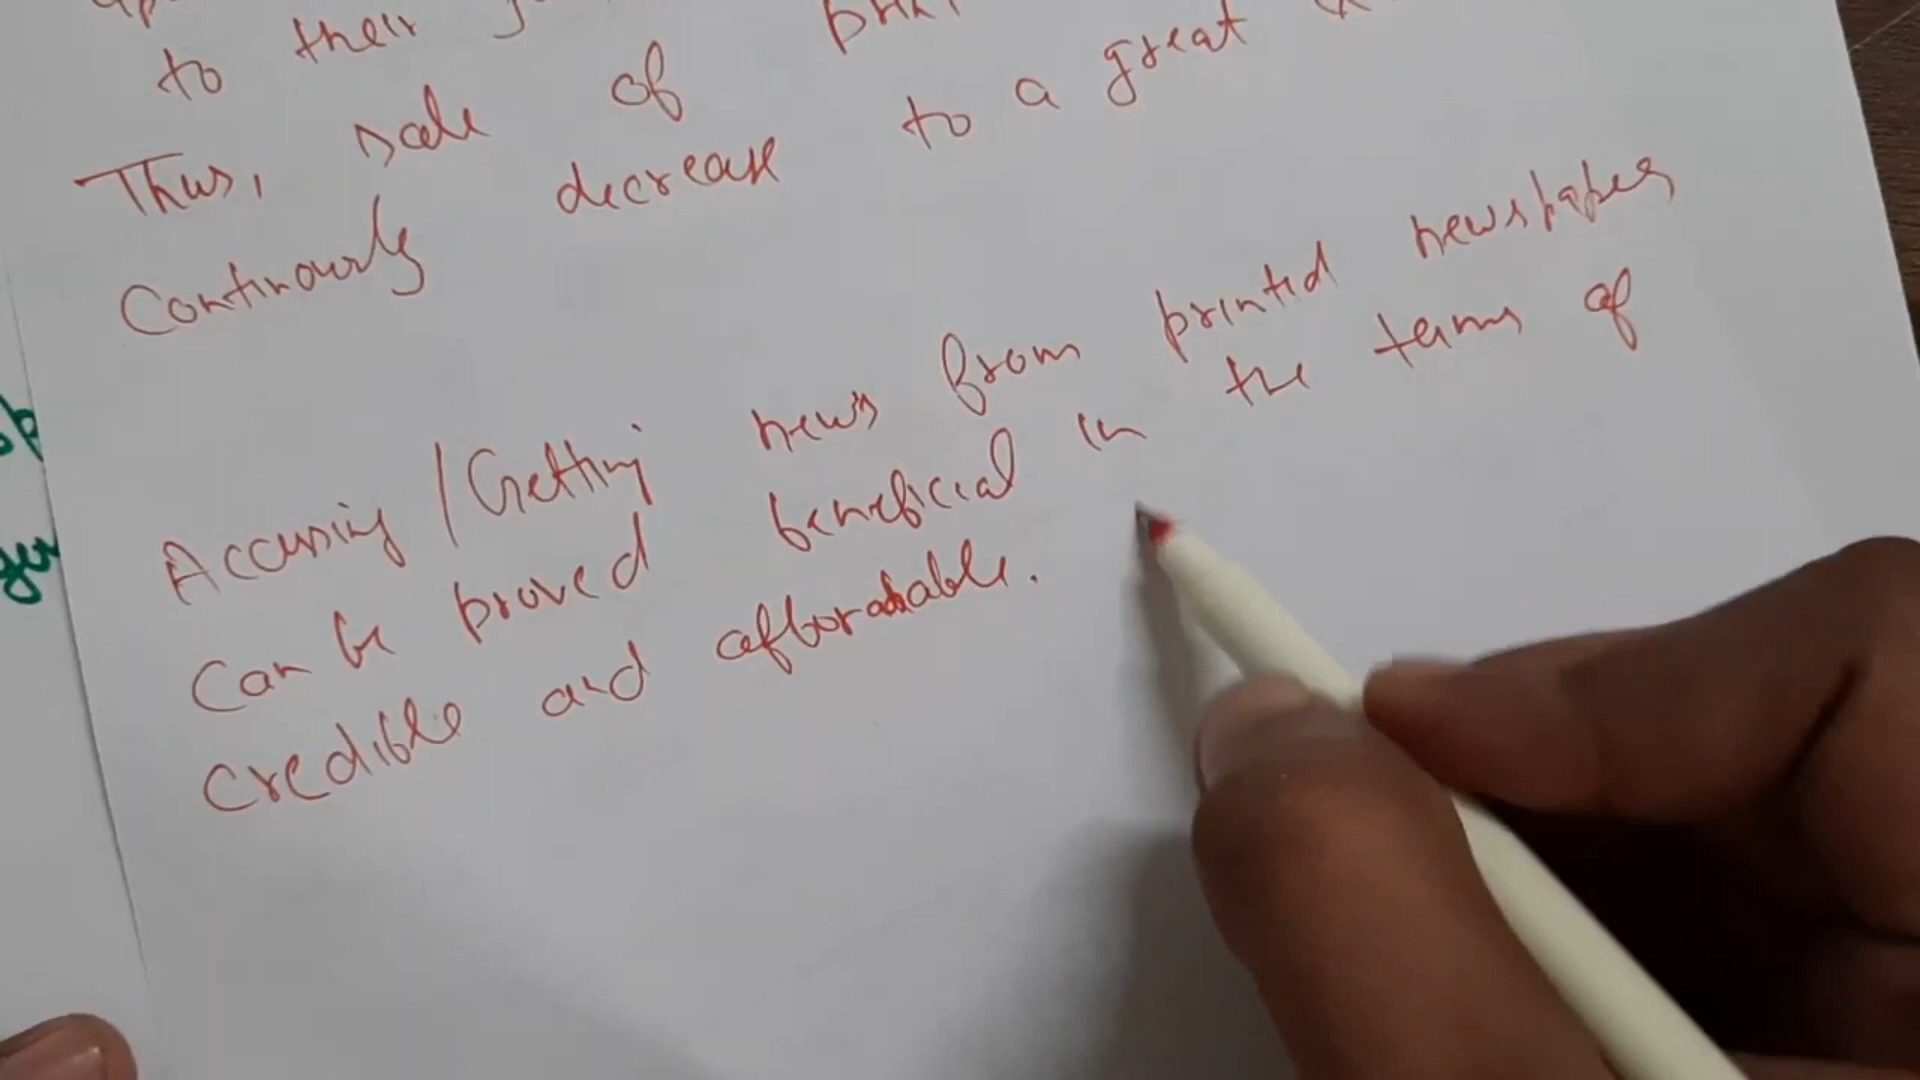 to their
Thus, sale of
Continously decrease to a great
Accessing / Getting news from printed newspapers
can be proved beneficial in the terms of
credible and affordable.